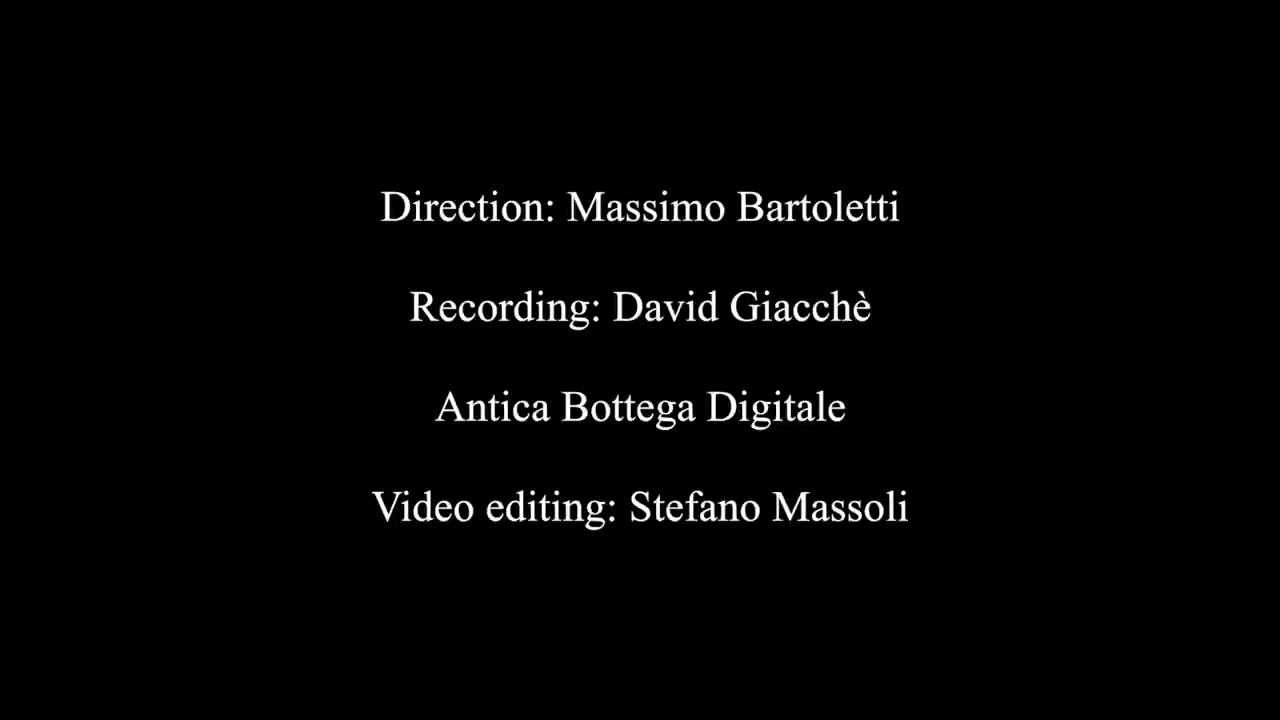 Direction: Massimo Bartoletti
Recording: David Giacchè
Antica Bottega Digitale
Video editing: Stefano Massoli